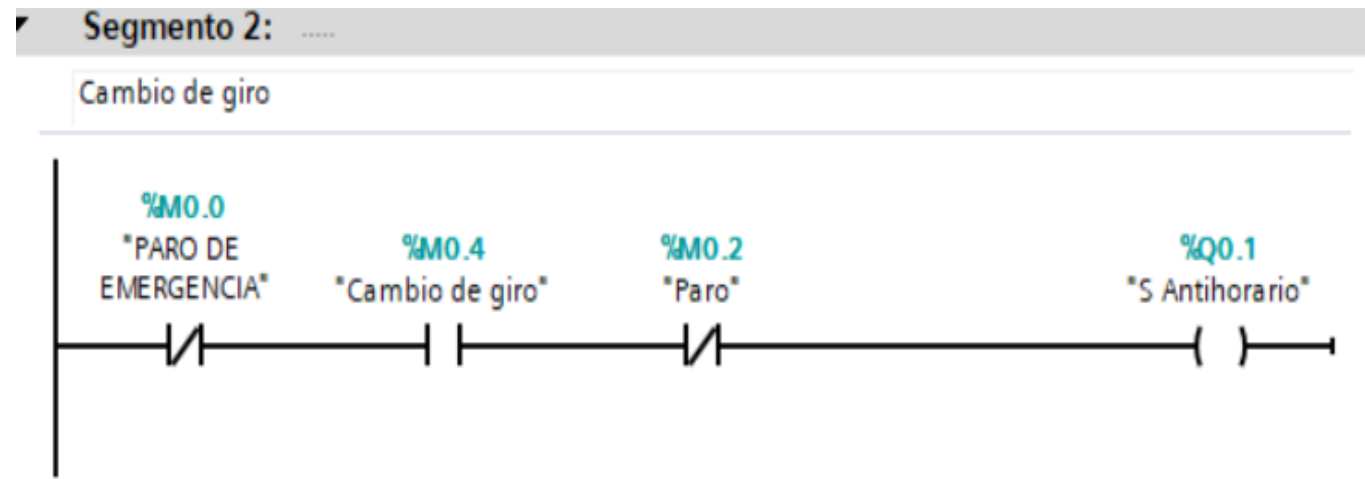 Segmento 2: .....
Cambio de giro
%M0.0
"PARO DE
EMERGENCIA"
%M0.4
"Cambio de giro"
%M0.2
"Paro"
%Q0.1
"S Antihorario"